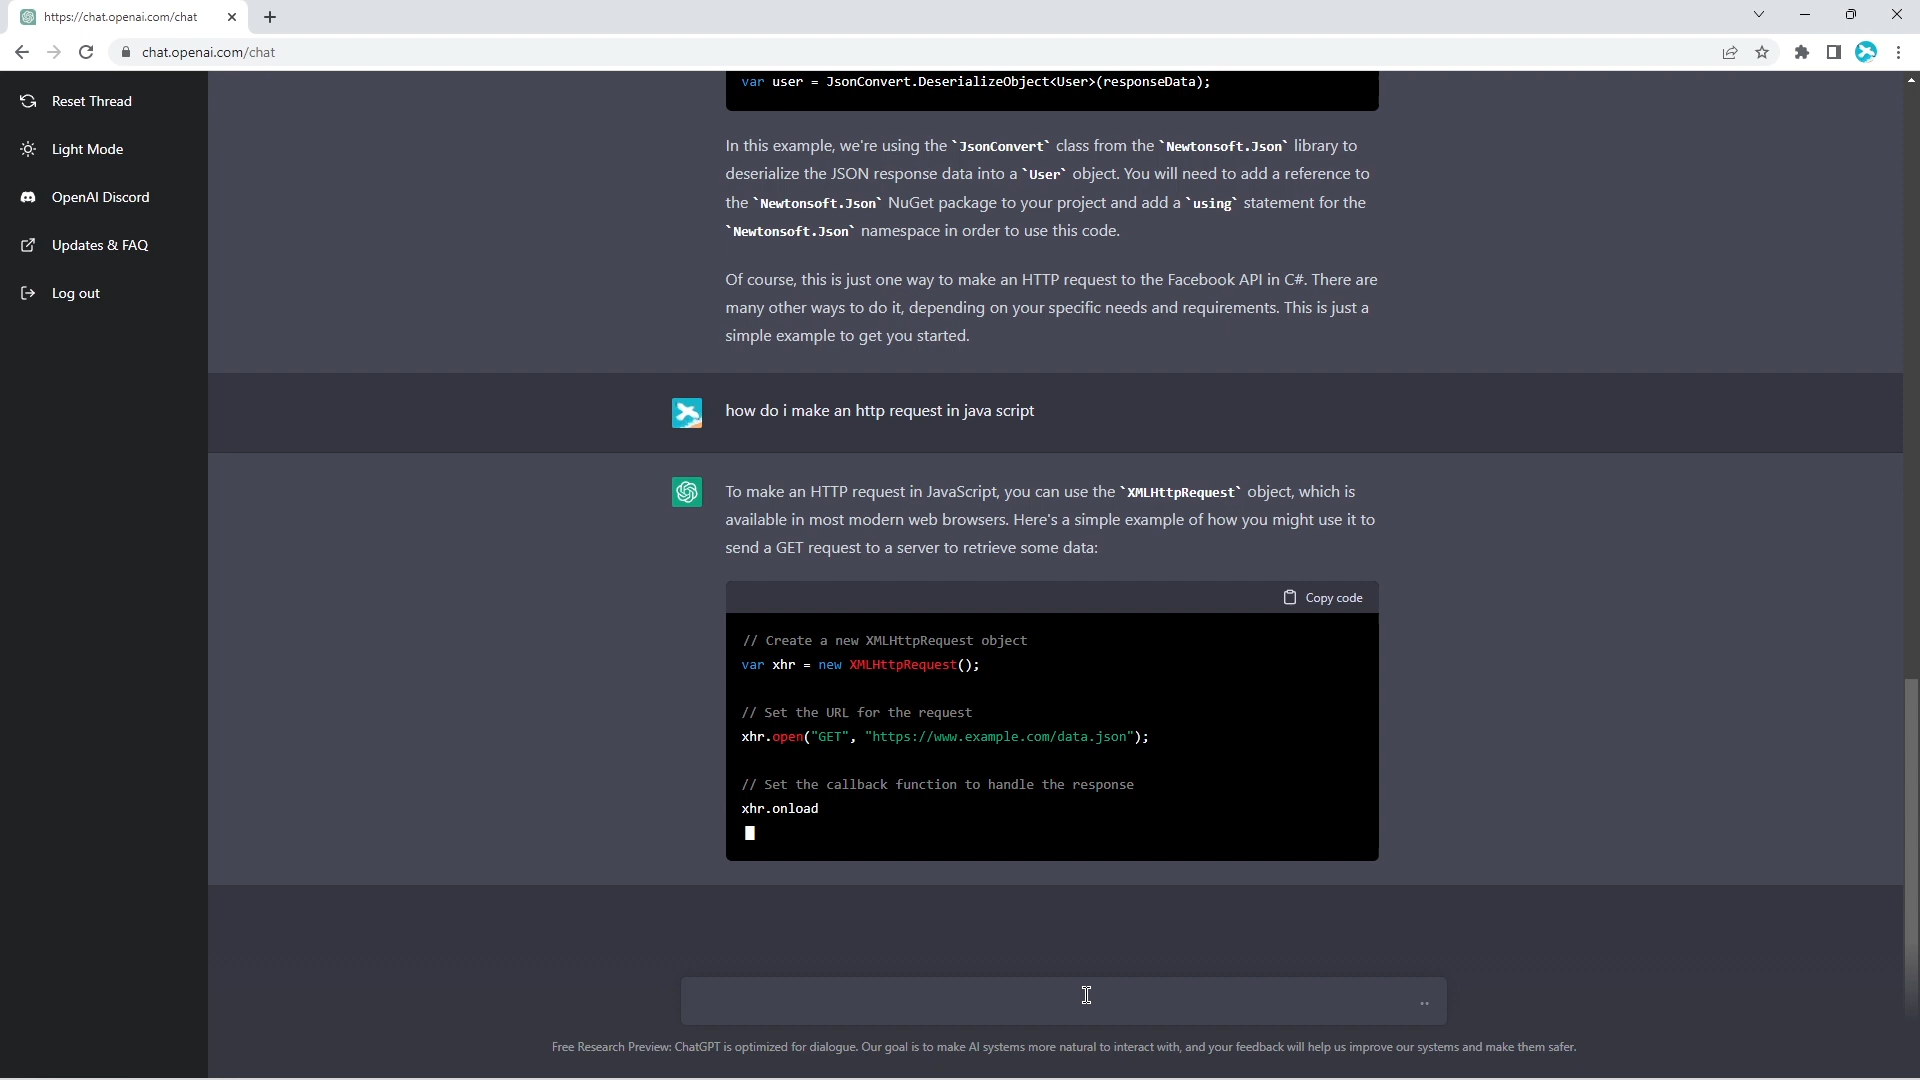 https://chat.openai.com/chat
chat.openai.com/chat
Reset Thread
Light Mode
OpenAI Discord
Updates & FAQ
Log out
var user = JsonConvert.DeserializeObject<User>(responseData);
In this example, we're using the `JsonConvert` class from the `Newtonsoft.Json` library to
deserialize the JSON response data into a `User` object. You will need to add a reference to
the `Newtonsoft.Json` NuGet package to your project and add a `using` statement for the
`Newtonsoft.Json` namespace in order to use this code.
Of course, this is just one way to make an HTTP request to the Facebook API in C#. There are
many other ways to do it, depending on your specific needs and requirements. This is just a
simple example to get you started.
how do i make an http request in java script
To make an HTTP request in JavaScript, you can use the `XMLHttpRequest` object, which is
available in most modern web browsers. Here's a simple example of how you might use it to
send a GET request to a server to retrieve some data:
Copy code
// Create a new XMLHttpRequest object
var xhr = new XMLHttpRequest();
// Set the URL for the request
xhr.open("GET", "https://www.example.com/data.json");
// Set the callback function to handle the response
xhr.onload
Free Research Preview: ChatGPT is optimized for dialogue. Our goal is to make AI systems more natural to interact with, and your feedback will help us improve our systems and make them safer.